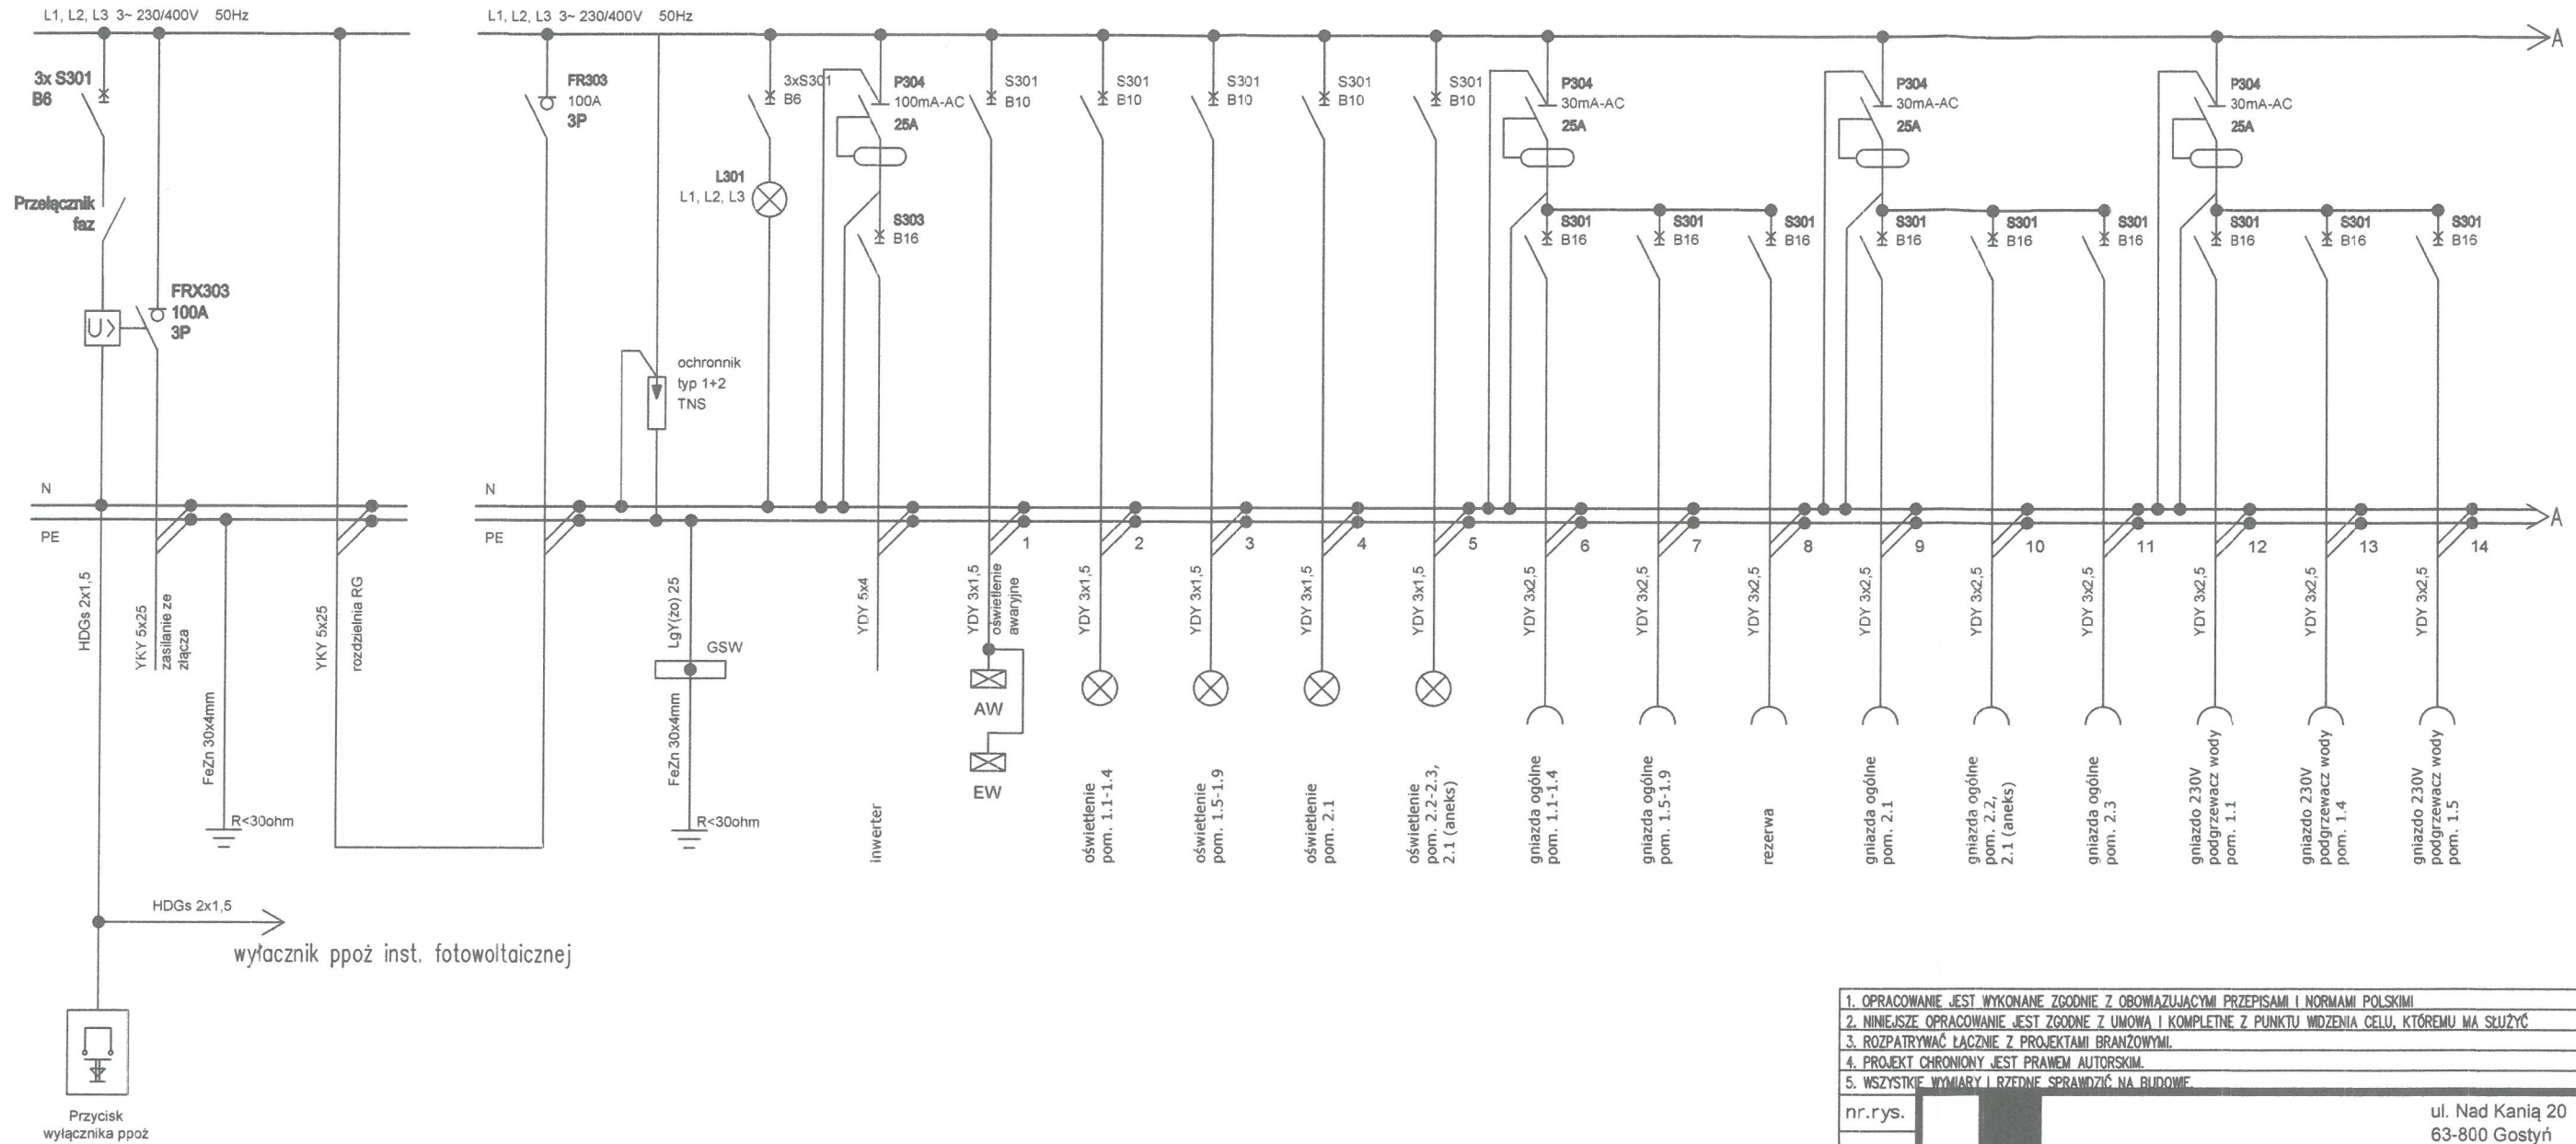 L1, L2, L3 3~ 230/400V 50Hz
3x S301
B6
Przełącznik
faz
U>
FRX303
100A
3P
N
PE
HDGs 2x1,5
YKY 5x25
zasilanie ze
złącza
FeZn 30x4mm
R<30ohm
YKY 5x25
rozdzielnia RG
HDGs 2x1,5
wyłacznik ppoż inst. fotowoltaicznej
Przycisk
wyłącznika ppoż
L1, L2, L3 3~ 230/400V 50Hz
A
FR303
100A
3P
ochronnik
typ 1+2
TNS
3xS301
B6
L301
L1, L2, L3
P304
100mA-AC
25A
S303
B16
S301
B10
S301
B10
S301
B10
S301
B10
S301
B10
P304
30mA-AC
25A
S301
B16
S301
B16
S301
B16
P304
30mA-AC
25A
S301
B16
S301
B16
S301
B16
P304
30mA-AC
25A
S301
B16
S301
B16
S301
B16
N
PE
A
1
2
3
4
5
6
7
8
9
10
11
12
13
14
LgY(żo) 25
GSW
FeZn 30x4mm
R<30ohm
YDY 5x4
inwerter
YDY 3x1,5
oświetlenie
awaryjne
AW
EW
YDY 3x1,5
oświetlenie
pom. 1.1-1.4
YDY 3x1,5
oświetlenie
pom. 1.5-1.9
YDY 3x1,5
oświetlenie
pom. 2.1
YDY 3x1,5
oświetlenie
pom. 2.2-2.3,
2.1 (aneks)
YDY 3x2,5
gniazda ogólne
pom. 1.1-1.4
YDY 3x2,5
gniazda ogólne
pom. 1.5-1.9
YDY 3x2,5
rezerwa
YDY 3x2,5
gniazda ogólne
pom. 2.1
YDY 3x2,5
gniazda ogólne
pom. 2.2,
2.1 (aneks)
YDY 3x2,5
gniazda ogólne
pom. 2.3
YDY 3x2,5
gniazdo 230V
podgrzewacz wody
pom. 1.1
YDY 3x2,5
gniazdo 230V
podgrzewacz wody
pom. 1.4
YDY 3x2,5
gniazdo 230V
podgrzewacz wody
pom. 1.5
1. OPRACOWANIE JEST WYKONANE ZGODNIE Z OBOWIĄZUJĄCYMI PRZEPISAMI I NORMAMI POLSKIMI
2. NINIEJSZE OPRACOWANIE JEST ZGODNE Z UMOWĄ I KOMPLETNE Z PUNKTU WIDZENIA CELU, KTÓREMU MA SŁUŻYĆ
3. ROZPATRYWAĆ ŁĄCZNIE Z PROJEKTAMI BRANŻOWYMI.
4. PROJEKT CHRONIONY JEST PRAWEM AUTORSKIM.
5. WSZYSTKIE WYMIARY I RZĘDNE SPRAWDZIĆ NA BUDOWIE.
nr.rys.
ul. Nad Kanią 20
63-800 Gostyń